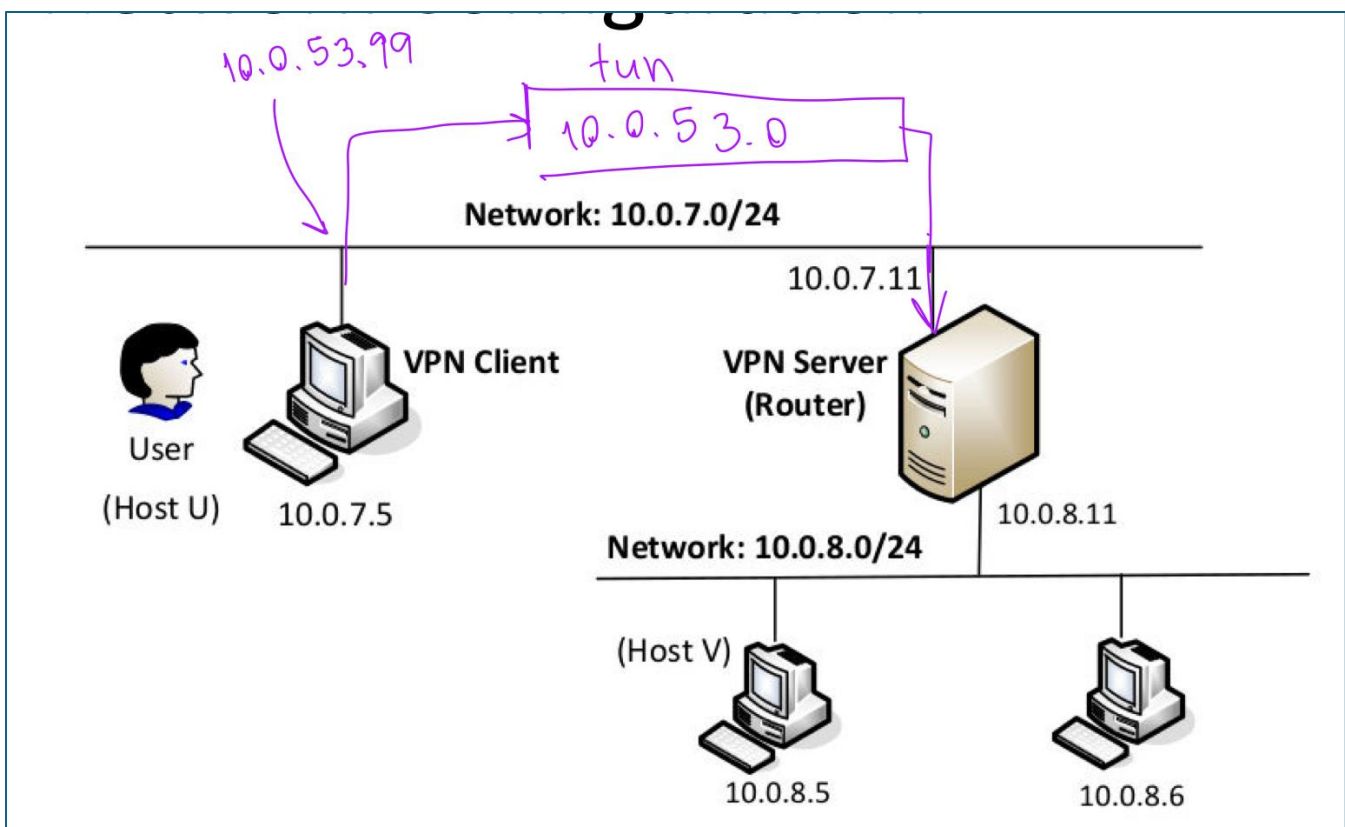 10.0.53.99
tun
10.0.53.0
Network: 10.0.7.0/24
10.0.7.11
VPN Client
VPN Server
(Router)
User
(Host U)
10.0.7.5
10.0.8.11
Network: 10.0.8.0/24
(Host V)
10.0.8.5
10.0.8.6